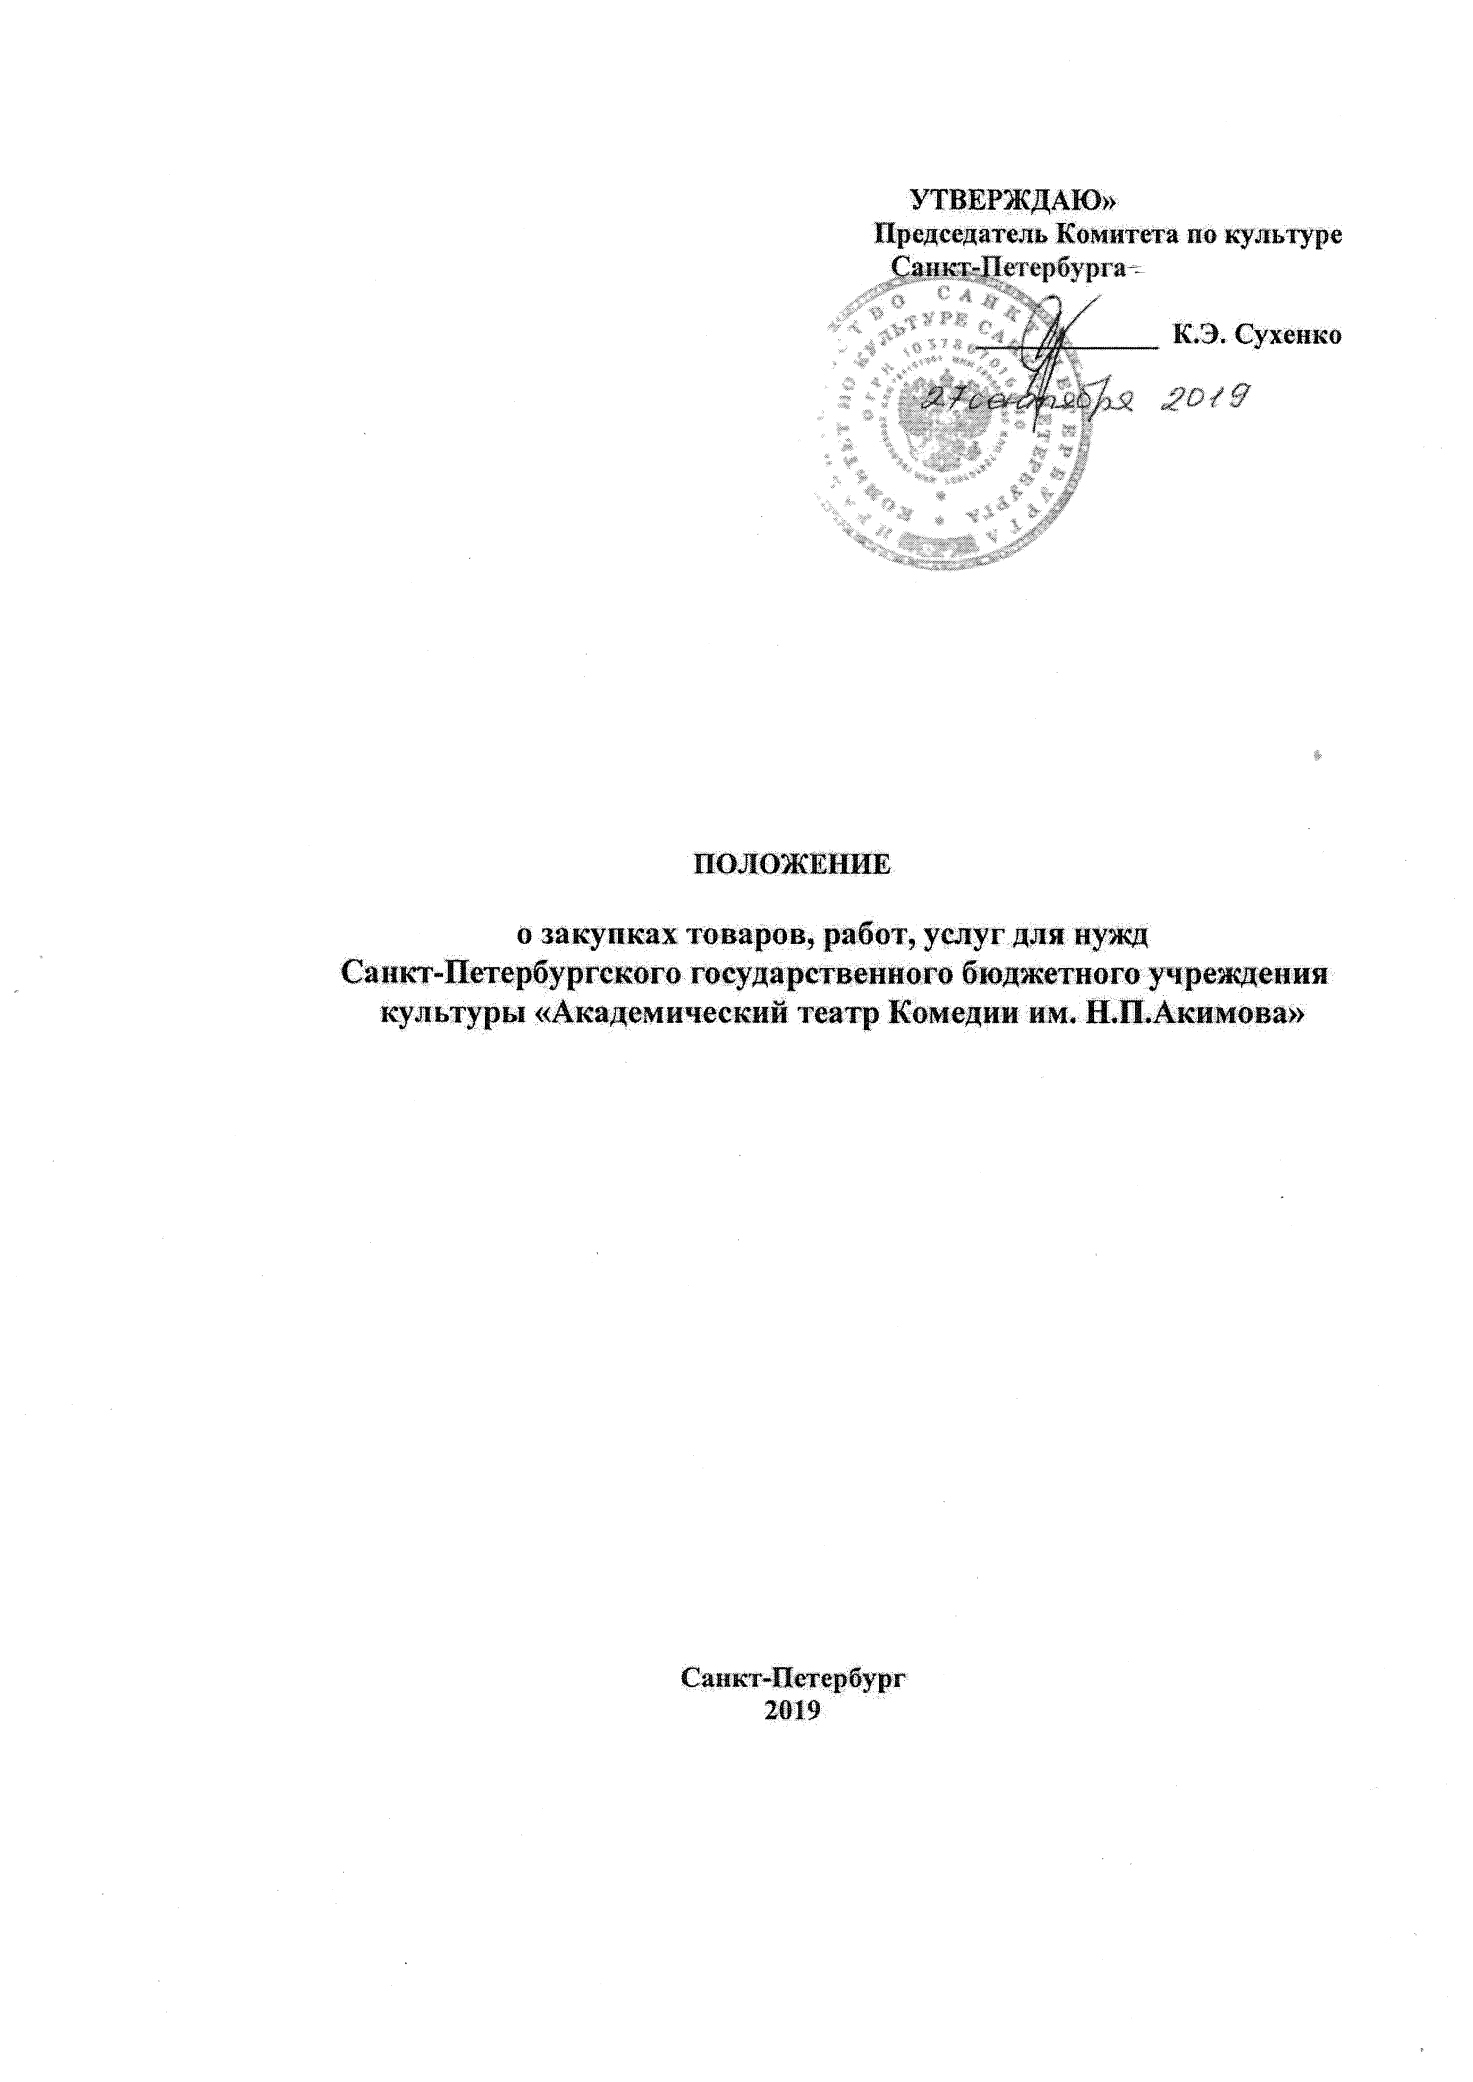 УТВЕРЖДАЮ»
Председатель Комитета по культуре
Санкт-Петербурга
К.Э. Сухенко
27 сентября 2019
ПОЛОЖЕНИЕ
о закупках товаров, работ, услуг для нужд
Санкт-Петербургского государственного бюджетного учреждения
культуры «Академический театр Комедии им. Н.П.Акимова»
Санкт-Петербург
2019